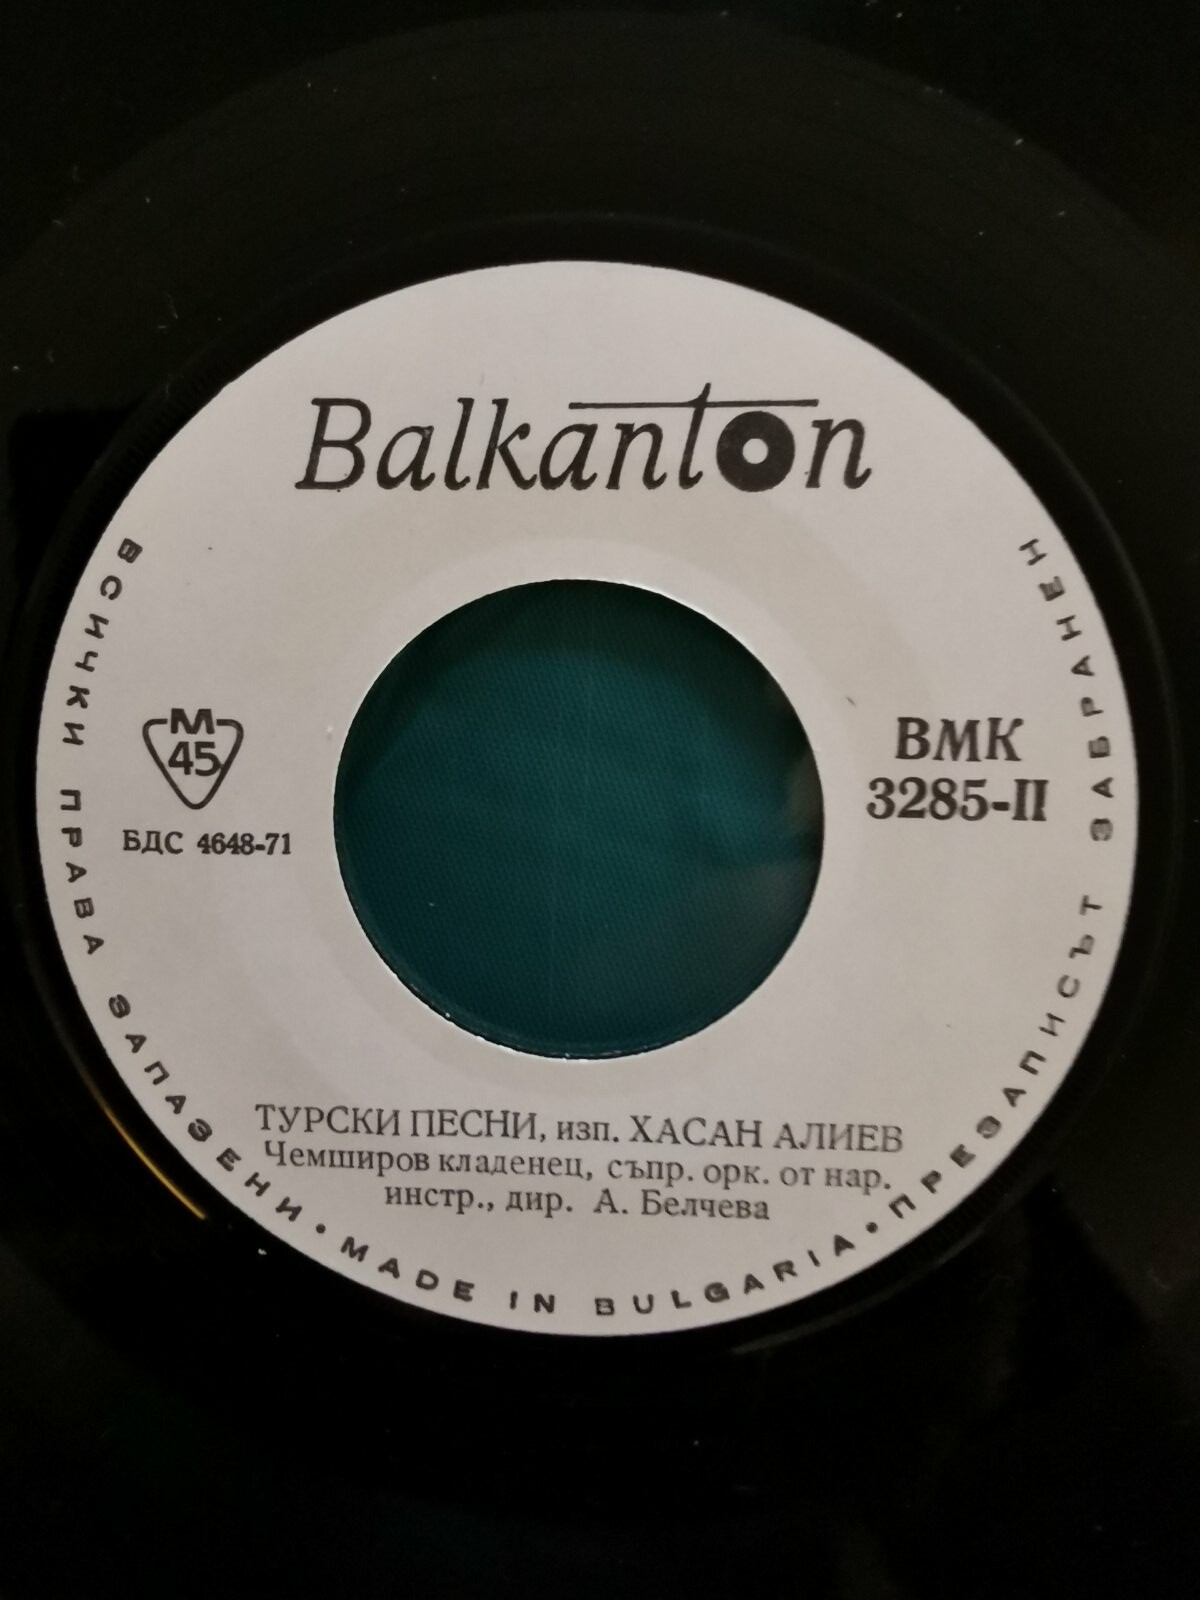 Balkanton
M
45
БДС 4648-71
ВМК
3285-II
ТУРСКИ ПЕСНИ, изп. ХАСАН АЛИЕВ
Чемширов кладенец, съпр. орк. от нар.
инстр., дир. А. Белчева
ВСИЧКИ ПРАВА ЗАПАЗЕНИ • MADE IN BULGARIA • ПРЕЗАПИСЪТ ЗАБРАНЕН